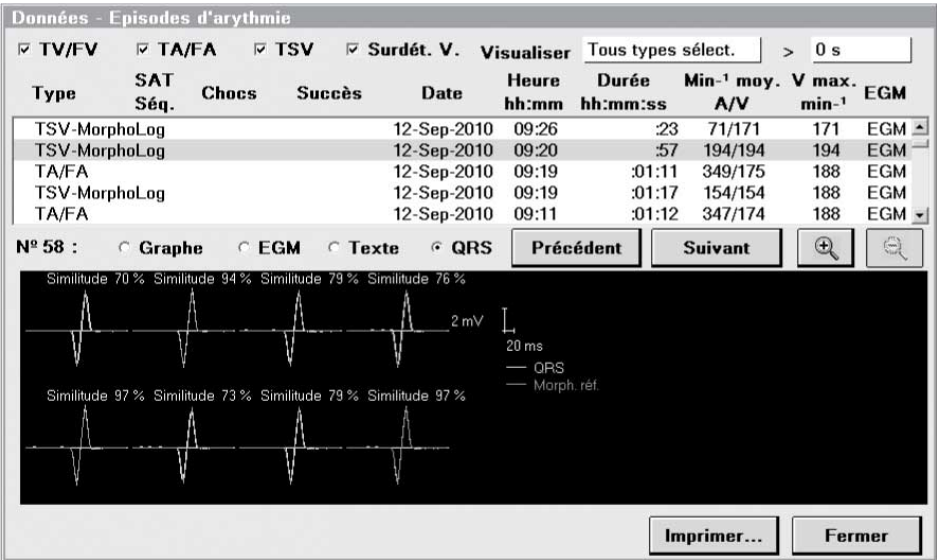 Données - Episodes d'arythmie
TV/FV TA/FA TSV Surdét. V. Visualiser Tous types sélect. > 0 s
Type SAT Séq. Chocs Succès Date Heure hh:mm Durée hh:mm:ss Min-¹ moy. A/V V max. min-¹ EGM
TSV-MorphoLog 12-Sep-2010 09:26 :23 71/171 171 EGM
TSV-MorphoLog 12-Sep-2010 09:20 :57 194/194 194 EGM
TA/FA 12-Sep-2010 09:19 :01:11 349/175 188 EGM
TSV-MorphoLog 12-Sep-2010 09:19 :01:17 154/154 188 EGM
TA/FA 12-Sep-2010 09:11 :01:12 347/174 188 EGM
Nº 58 : Graphe EGM Texte QRS Précédent Suivant
Similitude 70 % Similitude 94 % Similitude 79 % Similitude 76 %
2 mV
20 ms
QRS
Morph. réf.
Similitude 97 % Similitude 73 % Similitude 79 % Similitude 97 %
Imprimer... Fermer